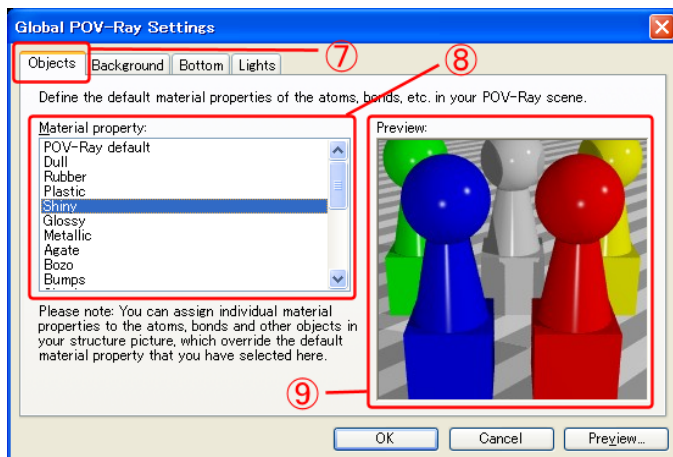 Global POV-Ray Settings
Objects Background Bottom Lights
⑦
⑧
Define the default material properties of the atoms, bonds, etc. in your POV-Ray scene.
Material property:
POV-Ray default
Dull
Rubber
Plastic
Shiny
Glossy
Metallic
Agate
Bozo
Bumps
Preview:
Please note: You can assign individual material
properties to the atoms, bonds and other objects in
your structure picture, which override the default
material property that you have selected here.
⑨
OK Cancel Preview...